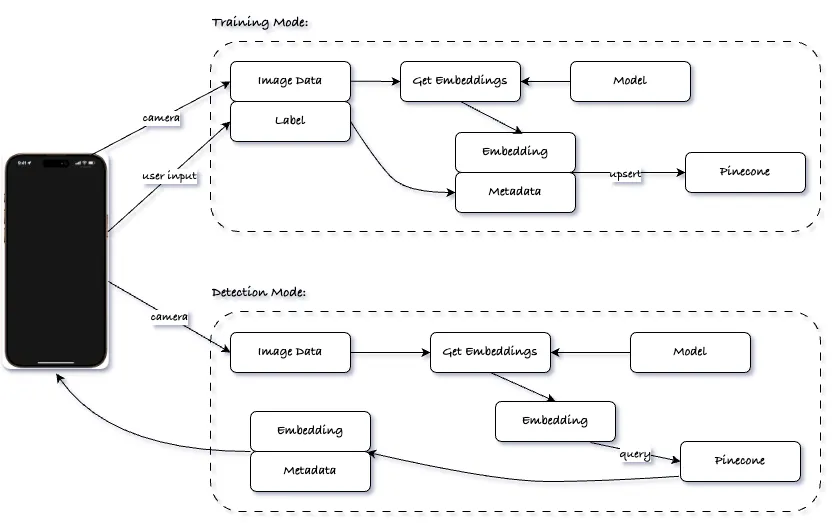 Training Mode:
Image Data
Get Embeddings
Model
camera
Label
Embedding
user input
upsert
Pinecone
Metadata
9:41
Detection Mode:
camera
Image Data
Get Embeddings
Model
Embedding
Embedding
query
Pinecone
Metadata